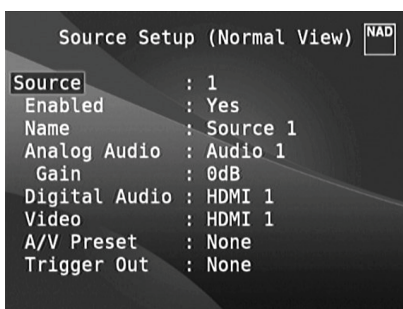 Source Setup (Normal View) NAD
Source : 1
Enabled : Yes
Name : Source 1
Analog Audio : Audio 1
Gain : 0dB
Digital Audio : HDMI 1
Video : HDMI 1
A/V Preset : None
Trigger Out : None